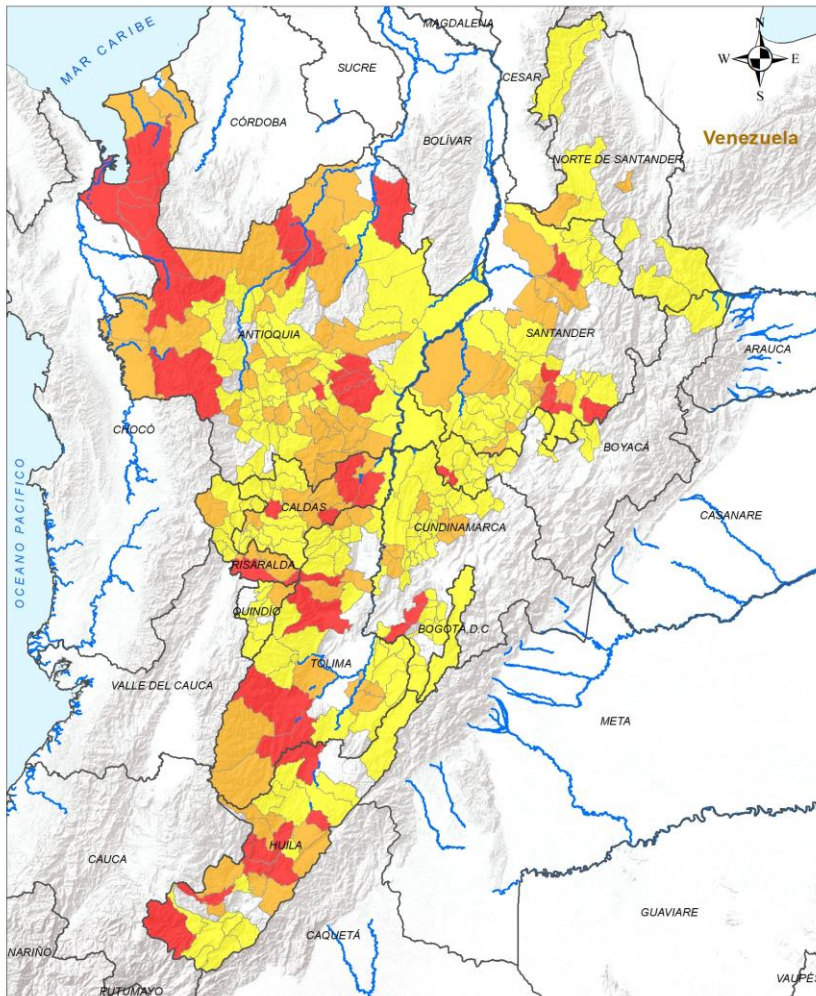 MAGDALENA
N
MAR CARIBE
SUCRE
CESAR
W
E
S
CÓRDOBA
BOLÍVAR
Venezuela
NORTE DE SANTANDER
ANTIOQUIA
SANTANDER
ARAUCA
CHOCÓ
BOYACÁ
OCEANO PACIFICO
CALDAS
CUNDINAMARCA
CASANARE
RISARALDA
QUINDÍO
BOGOTÁ,D.C
TOLIMA
VALLE DEL CAUCA
META
HUILA
CAUCA
GUAVIARE
CAQUETÁ
NARIÑO
PUTUMAYO
VAUPÉS